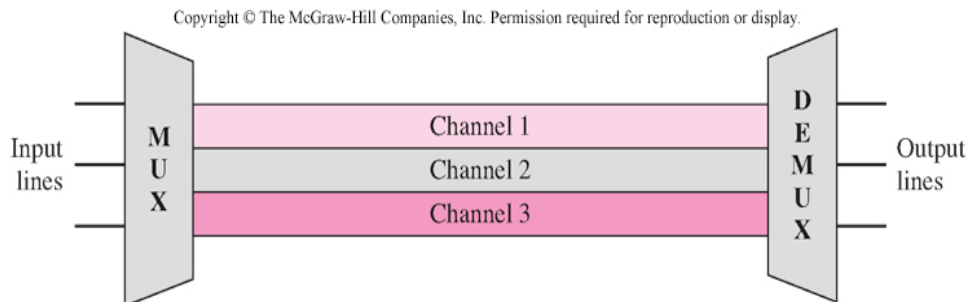 Copyright © The McGraw-Hill Companies, Inc. Permission required for reproduction or display.
Input
lines
M
U
X
Channel 1
Channel 2
Channel 3
D
E
M
U
X
Output
lines